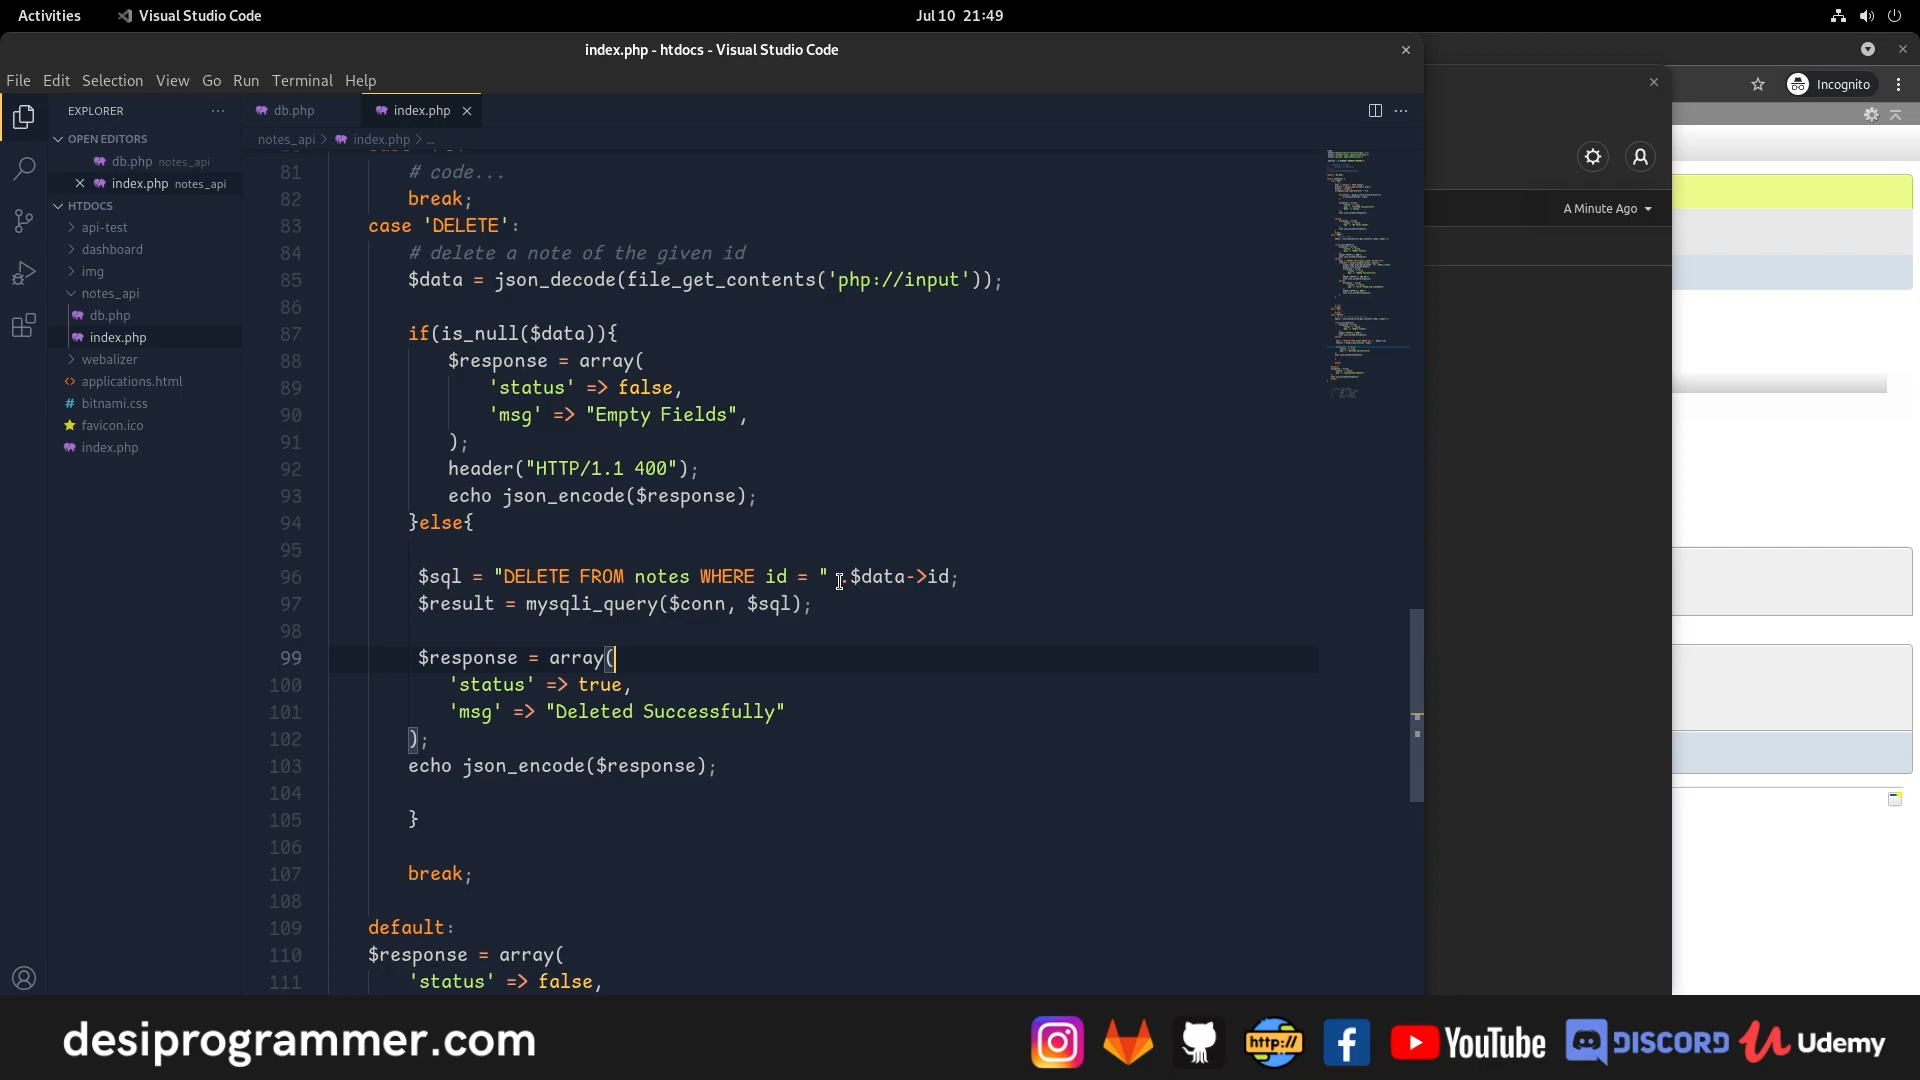 Activities
Visual Studio Code
Jul 10 21:49
index.php - htdocs - Visual Studio Code
File Edit Selection View Go Run Terminal Help
Incognito
EXPLORER
OPEN EDITORS
db.php notes_api
index.php notes_api
HTDOCS
api-test
dashboard
img
notes_api
db.php
index.php
webalizer
applications.html
bitnami.css
favicon.ico
index.php
db.php
index.php
notes_api > index.php > ...
A Minute Ago
81 # code...
82 break;
83 case 'DELETE':
84 # delete a note of the given id
85 $data = json_decode(file_get_contents('php://input'));
86
87 if(is_null($data)){
88 $response = array(
89 'status' => false,
90 'msg' => "Empty Fields",
91 );
92 header("HTTP/1.1 400");
93 echo json_encode($response);
94 }else{
95
96 $sql = "DELETE FROM notes WHERE id = " .$data->id;
97 $result = mysqli_query($conn, $sql);
98
99 $response = array(
100 'status' => true,
101 'msg' => "Deleted Successfully"
102 );
103 echo json_encode($response);
104
105 }
106
107 break;
108
109 default:
110 $response = array(
111 'status' => false,
desiprogrammer.com
http://
YouTube
DISCORD
Udemy